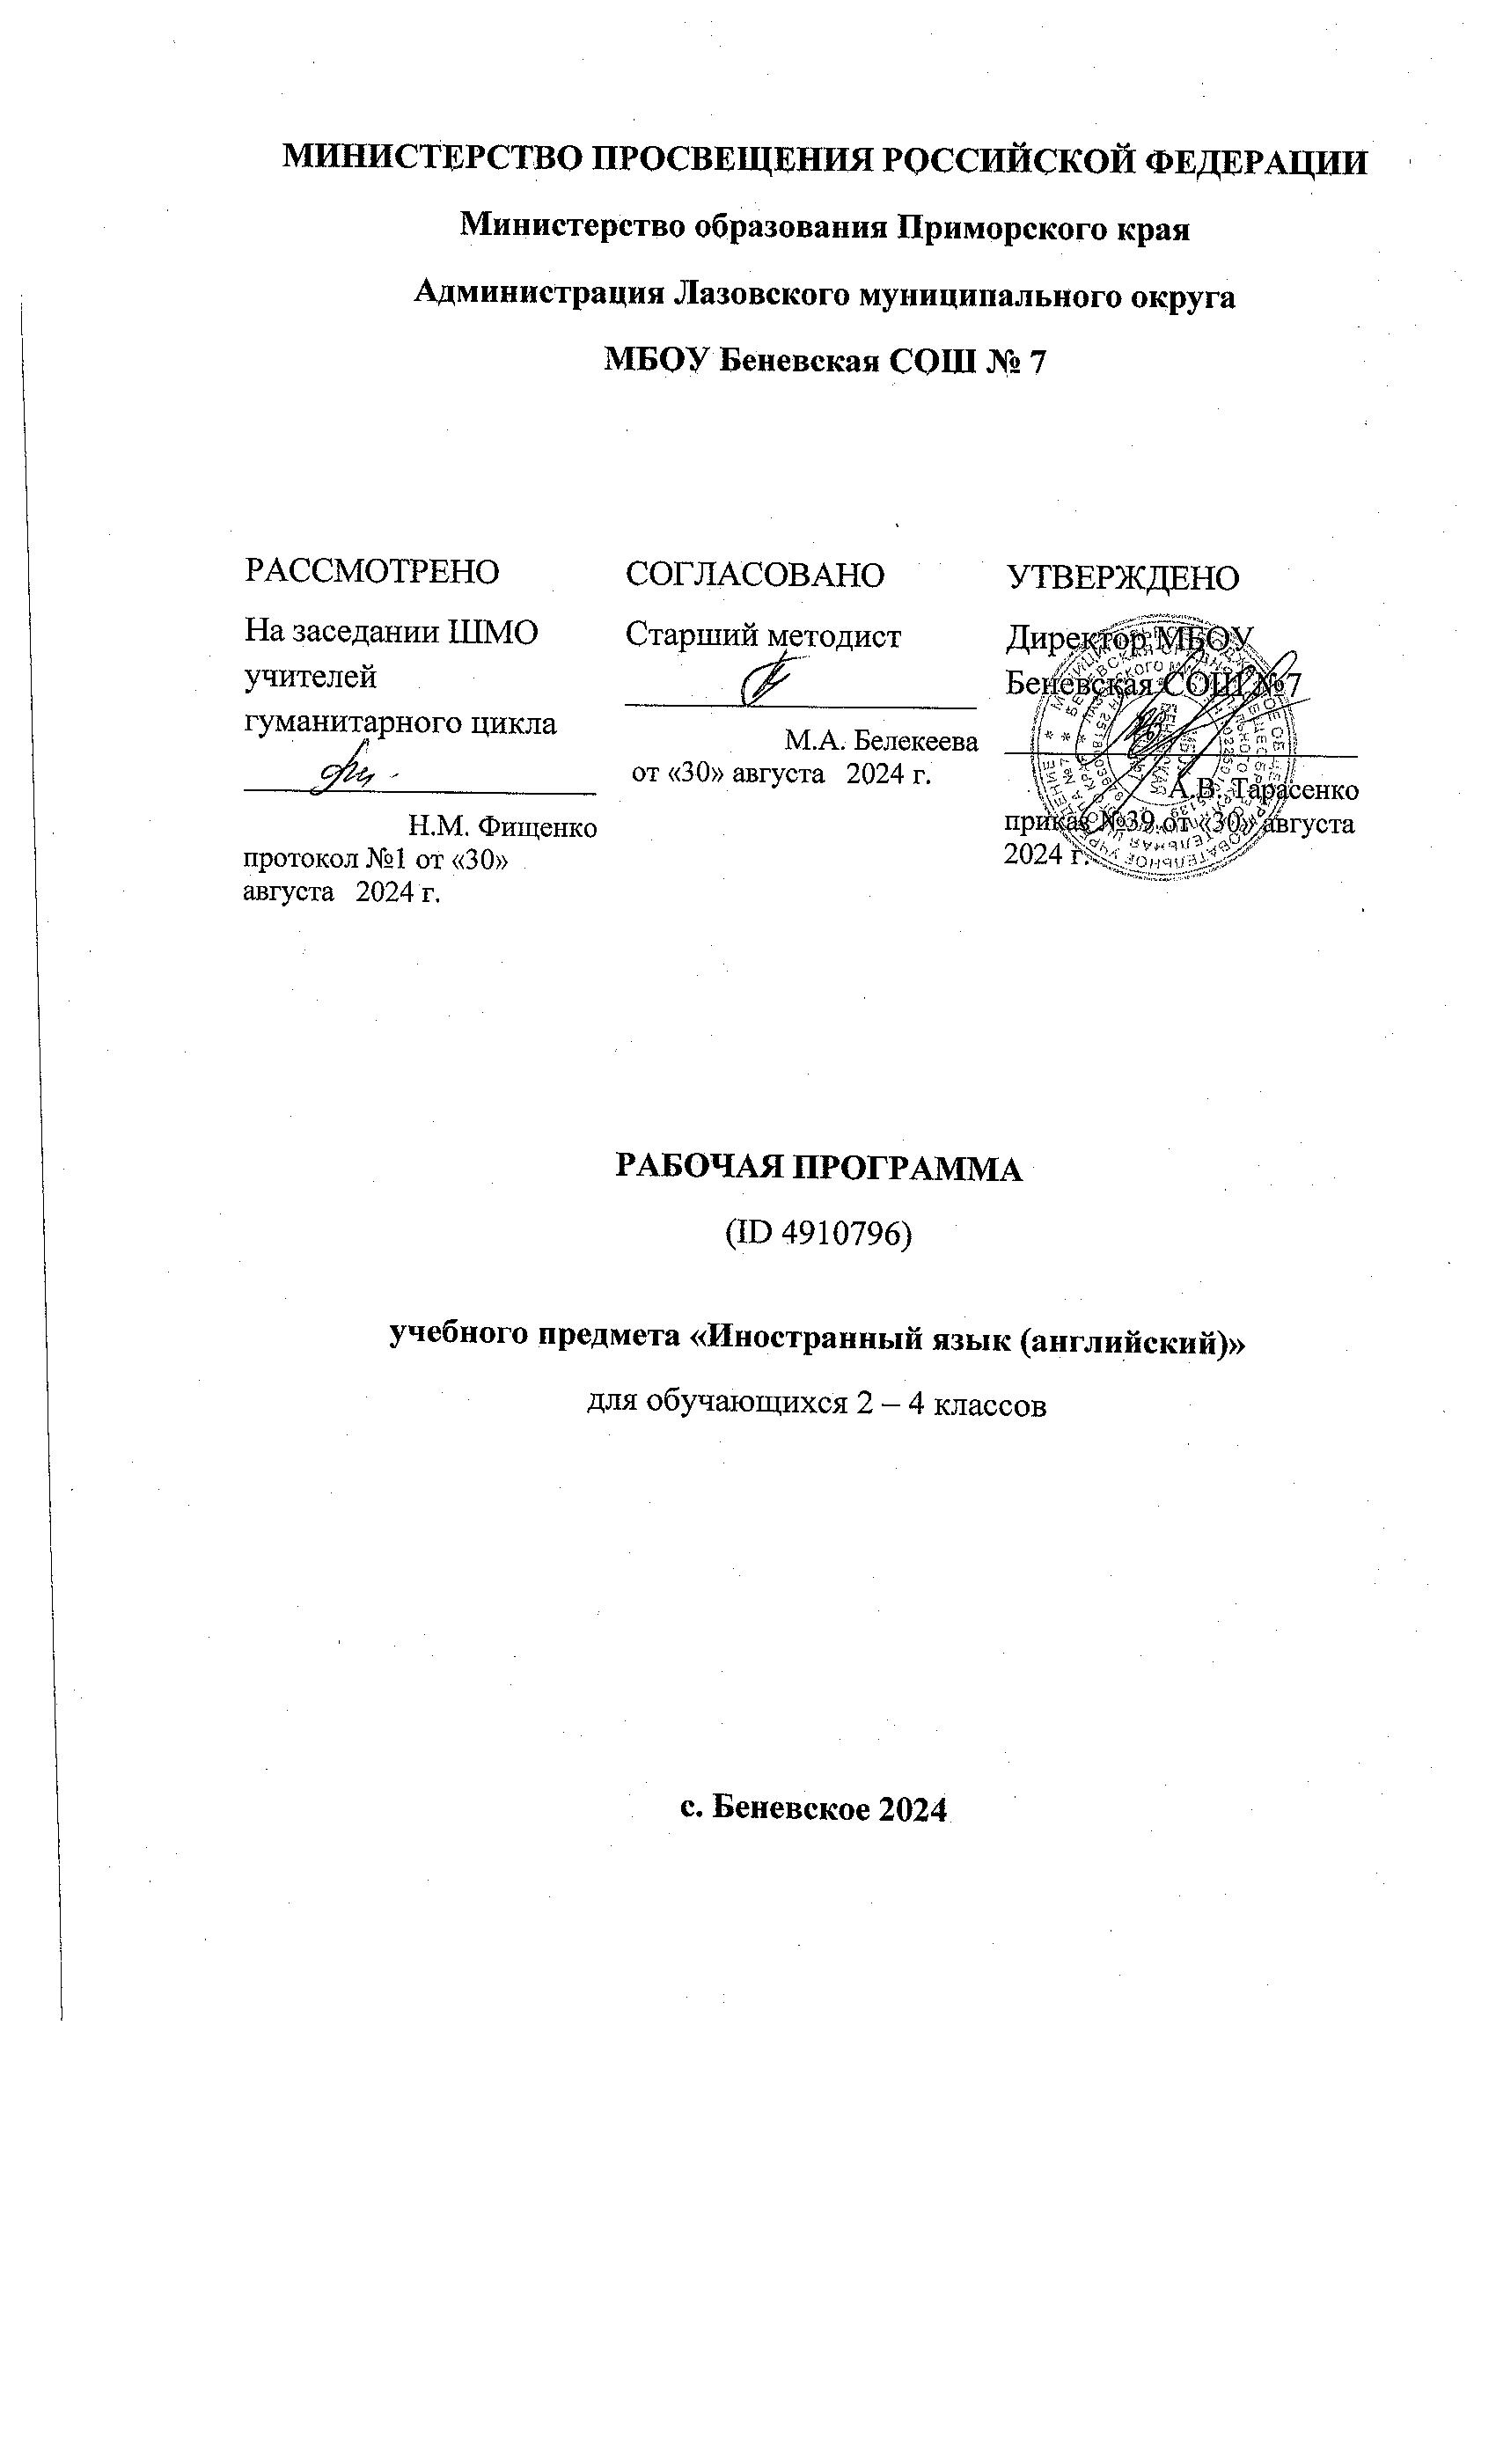 МИНИСТЕРСТВО ПРОСВЕЩЕНИЯ РОССИЙСКОЙ ФЕДЕРАЦИИ
Министерство образования Приморского края
Администрация Лазовского муниципального округа
МБОУ Беневская СОШ № 7
РАССМОТРЕНО
На заседании ШМО
учителей
гуманитарного цикла
Н.М. Фищенко
протокол №1 от «30»
августа 2024 г.
СОГЛАСОВАНО
Старший методист
М.А. Белекеева
от «30» августа 2024 г.
УТВЕРЖДЕНО
Директор МБОУ
Беневская СОШ №7
А.В. Тарасенко
приказ №39 от «30» августа
2024 г.
РАБОЧАЯ ПРОГРАММА
(ID 4910796)
учебного предмета «Иностранный язык (английский)»
для обучающихся 2 – 4 классов
с. Беневское 2024